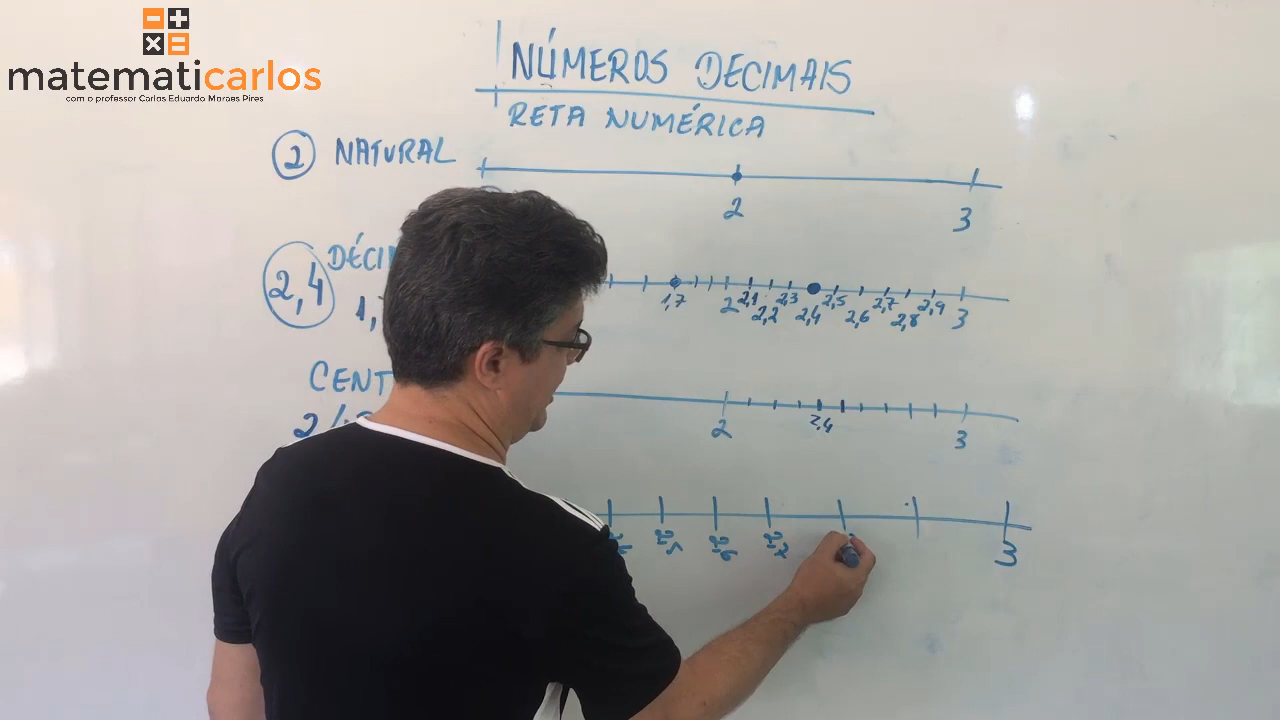 matematicarlos
com o professor Carlos Eduardo Moraes Pires
NÚMEROS DECIMAIS
RETA NUMÉRICA
2 NATURAL
2 3
2,4
1,7 2 2,1 2,2 2,3 2,4 2,5 2,6 2,7 2,8 2,9 3
2 2,4 3
3